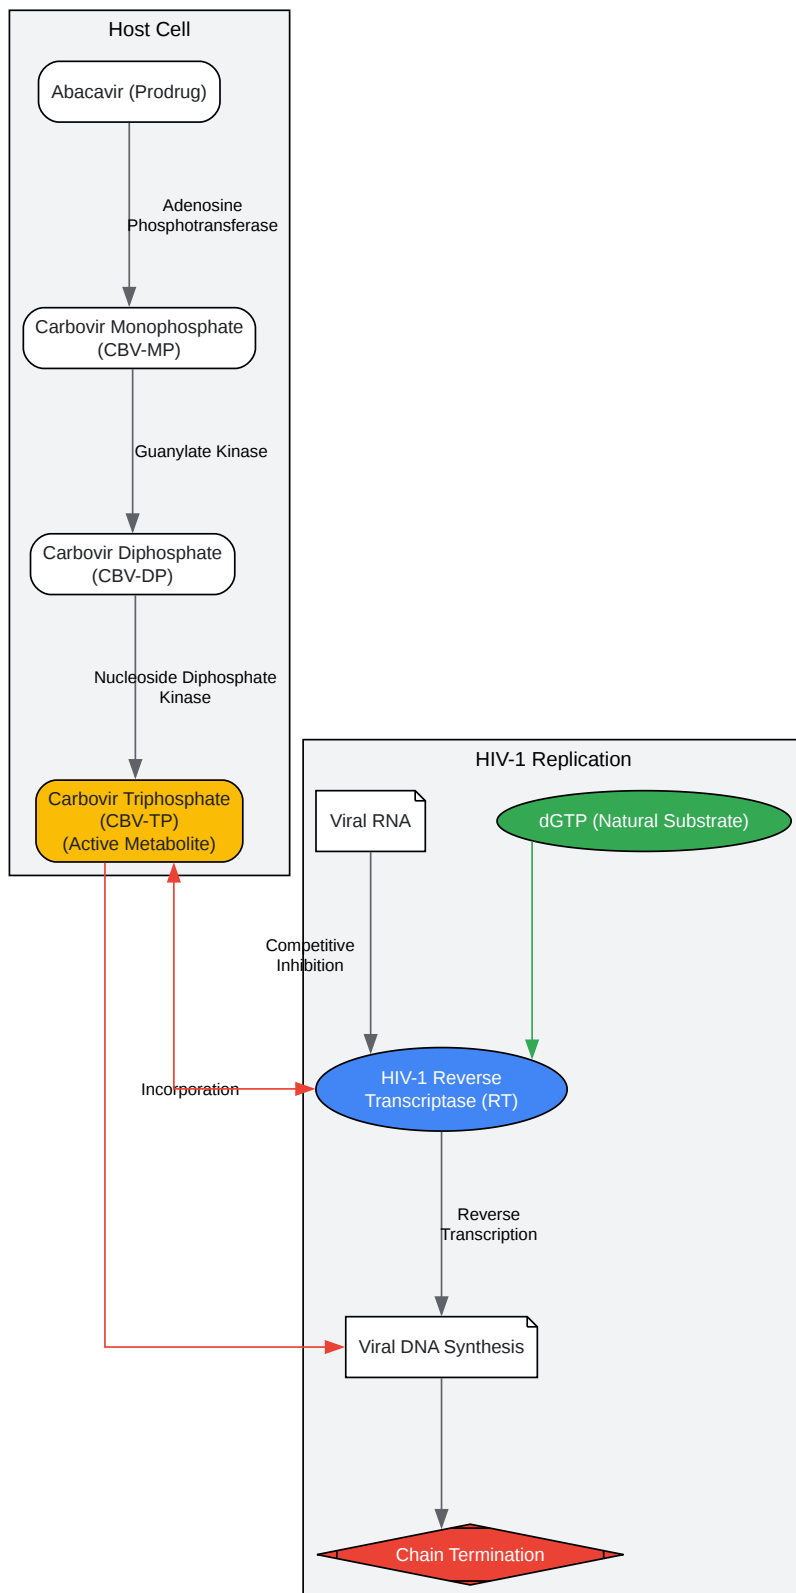 Host Cell
Abacavir (Prodrug)
Adenosine
Phosphotransferase
Carbovir Monophosphate
(CBV-MP)
Guanylate Kinase
Carbovir Diphosphate
(CBV-DP)
Nucleoside Diphosphate
Kinase
Carbovir Triphosphate
(CBV-TP)
(Active Metabolite)
HIV-1 Replication
Viral RNA
dGTP (Natural Substrate)
Competitive
Inhibition
HIV-1 Reverse
Transcriptase (RT)
Incorporation
Reverse
Transcription
Viral DNA Synthesis
Chain Termination